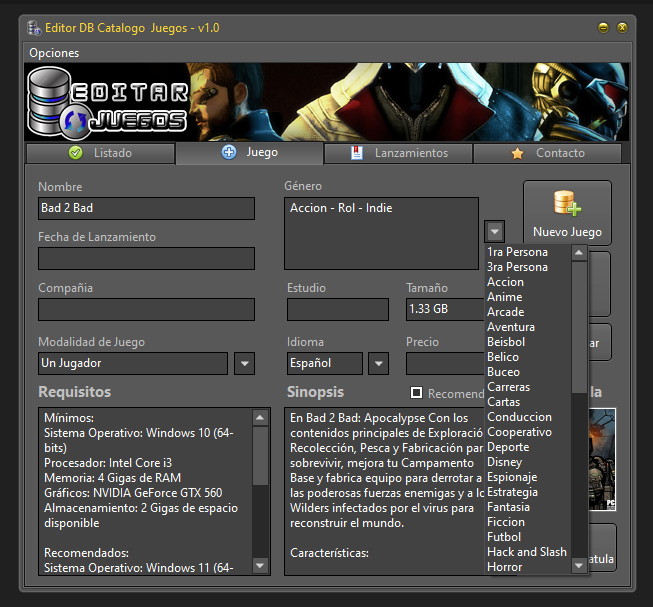 Editor DB Catalogo Juegos - v1.0
Opciones
EDITAR
JUEGOS
Listado
Juego
Lanzamientos
Contacto
Nombre
Bad 2 Bad
Fecha de Lanzamiento
Compañia
Modalidad de Juego
Un Jugador
Género
Accion - Rol - Indie
Estudio
Tamaño
1.33 GB
Idioma
Español
Precio
Nuevo Juego
ar
Requisitos
Mínimos:
Sistema Operativo: Windows 10 (64-
bits)
Procesador: Intel Core i3
Memoria: 4 Gigas de RAM
Gráficos: NVIDIA GeForce GTX 560
Almacenamiento: 2 Gigas de espacio
disponible
Recomendados:
Sistema Operativo: Windows 11 (64-
Sinopsis
Recomend
la
En Bad 2 Bad: Apocalypse Con los
contenidos principales de Exploració
Recolección, Pesca y Fabricación par
sobrevivir, mejora tu Campamento
Base y fabrica equipo para derrotar a
las poderosas fuerzas enemigas y a lo
Wilders infectados por el virus para
reconstruir el mundo.
Características:
1ra Persona
3ra Persona
Accion
Anime
Arcade
Aventura
Beisbol
Belico
Buceo
Carreras
Cartas
Conduccion
Cooperativo
Deporte
Disney
Espionaje
Estrategia
Fantasia
Ficcion
Futbol
Hack and Slash
Horror
PC
atula